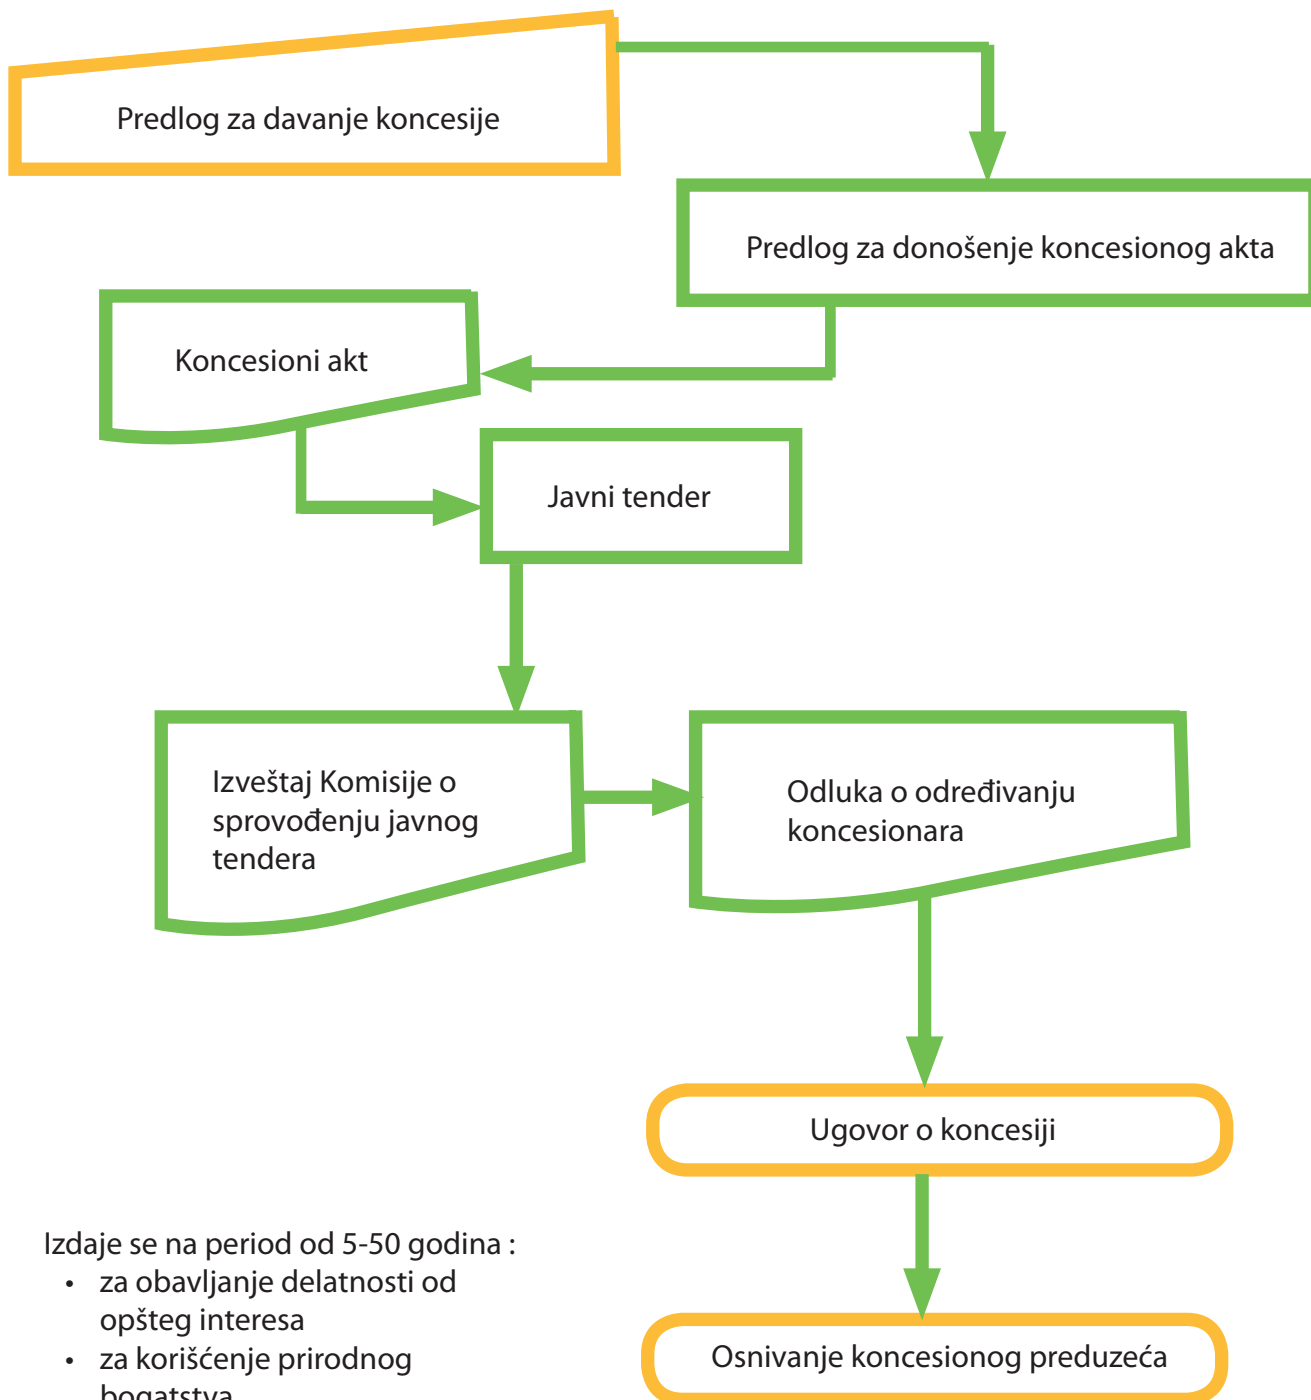 Predlog za davanje koncesije
Predlog za donošenje koncesionog akta
Koncesioni akt
Javni tender
Izveštaj Komisije o
sprovođenju javnog
tendera
Odluka o određivanju
koncesionara
Ugovor o koncesiji
Osnivanje koncesionog preduzeća
Izdaje se na period od 5-50 godina :
• za obavljanje delatnosti od
opšteg interesa
• za korišćenje prirodnog
bogatstva